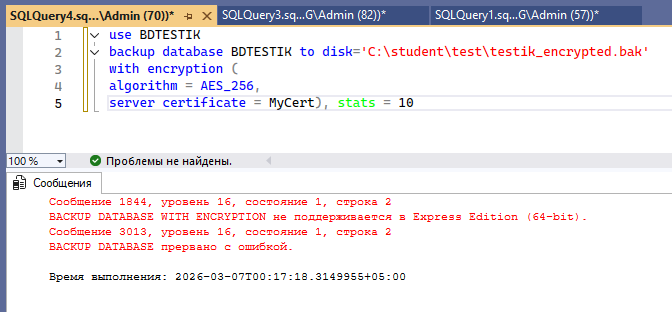 SQLQuery4.sq...\Admin (70))*
SQLQuery3.sq...G\Admin (82))*
SQLQuery1.sq...G\Admin (57))*
1 use BDTESTIK
2 backup database BDTESTIK to disk='C:\student\test\testik_encrypted.bak'
3 with encryption (
4 algorithm = AES_256,
5 server certificate = MyCert), stats = 10
100 %
Проблемы не найдены.
Сообщения
Сообщение 1844, уровень 16, состояние 1, строка 2
BACKUP DATABASE WITH ENCRYPTION не поддерживается в Express Edition (64-bit).
Сообщение 3013, уровень 16, состояние 1, строка 2
BACKUP DATABASE прервано с ошибкой.
Время выполнения: 2026-03-07T00:17:18.3149955+05:00